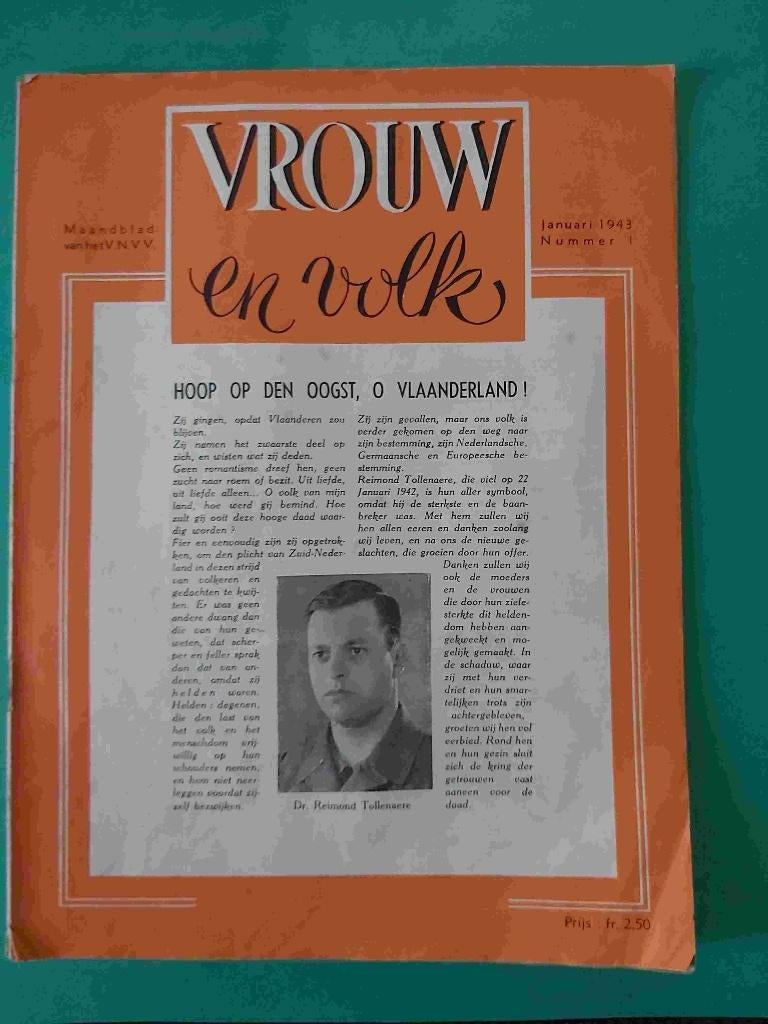 VROUW
en volk
Maandblad
van het V.N.V.V.
Januari 1943
Nummer 1
HOOP OP DEN OOGST, O VLAANDERLAND !
Zij gingen, opdat Vlaanderen zou
blijven.
Zij namen het zwaarste deel op
zich, en wisten wat zij deden.
Geen romantisme dreef hen, geen
zucht naar roem of bezit. Uit liefde,
uit liefde alleen... O volk van mijn
land, hoe werd gij bemind. Hoe
zult gij ooit deze hooge daad waar-
dig worden ?
Fier en eenvoudig zijn zij opgetrok-
ken, om den plicht van Zuid-Neder-
land in dezen strijd
van volkeren en
gedachten te kwij-
ten. Er was geen
andere dwang dan
die van hun ge-
weten, dat scher-
per en feller sprak
dan dat van an-
deren, omdat zij
helden waren.
Helden : degenen,
die den last van
het volk en het
menschdom vrij-
willig op hun
schouders nemen,
en hem niet neer-
leggen voordat zij-
zelf bezwijken.
Zij zijn gevallen, maar ons volk is
verder gekomen op den weg naar
zijn bestemming, zijn Nederlandsche,
Germaansche en Europeesche be-
stemming.
Reimond Tollenaere, die viel op 22
Januari 1942, is hun aller symbool,
omdat hij de sterkste en de baan-
breker was. Met hem zullen wij
hen allen eeren en danken zoolang
wij leven, en na ons de nieuwe ge-
slachten, die groeien door hun offer.
Danken zullen wij
ook de moeders
en de vrouwen
die door hun ziele-
sterkte dit helden-
dom hebben aan-
gekweekt en mo-
gelijk gemaakt. In
de schaduw, waar
zij met hun ver-
driet en hun smar-
telijken trots zijn
achtergebleven,
groeten wij hen vol
eerbied. Rond hen
en hun gezin sluit
zich de kring der
getrouwen vast
aaneen voor de
daad.
Dr. Reimond Tollenaere
Prijs : fr. 2,50